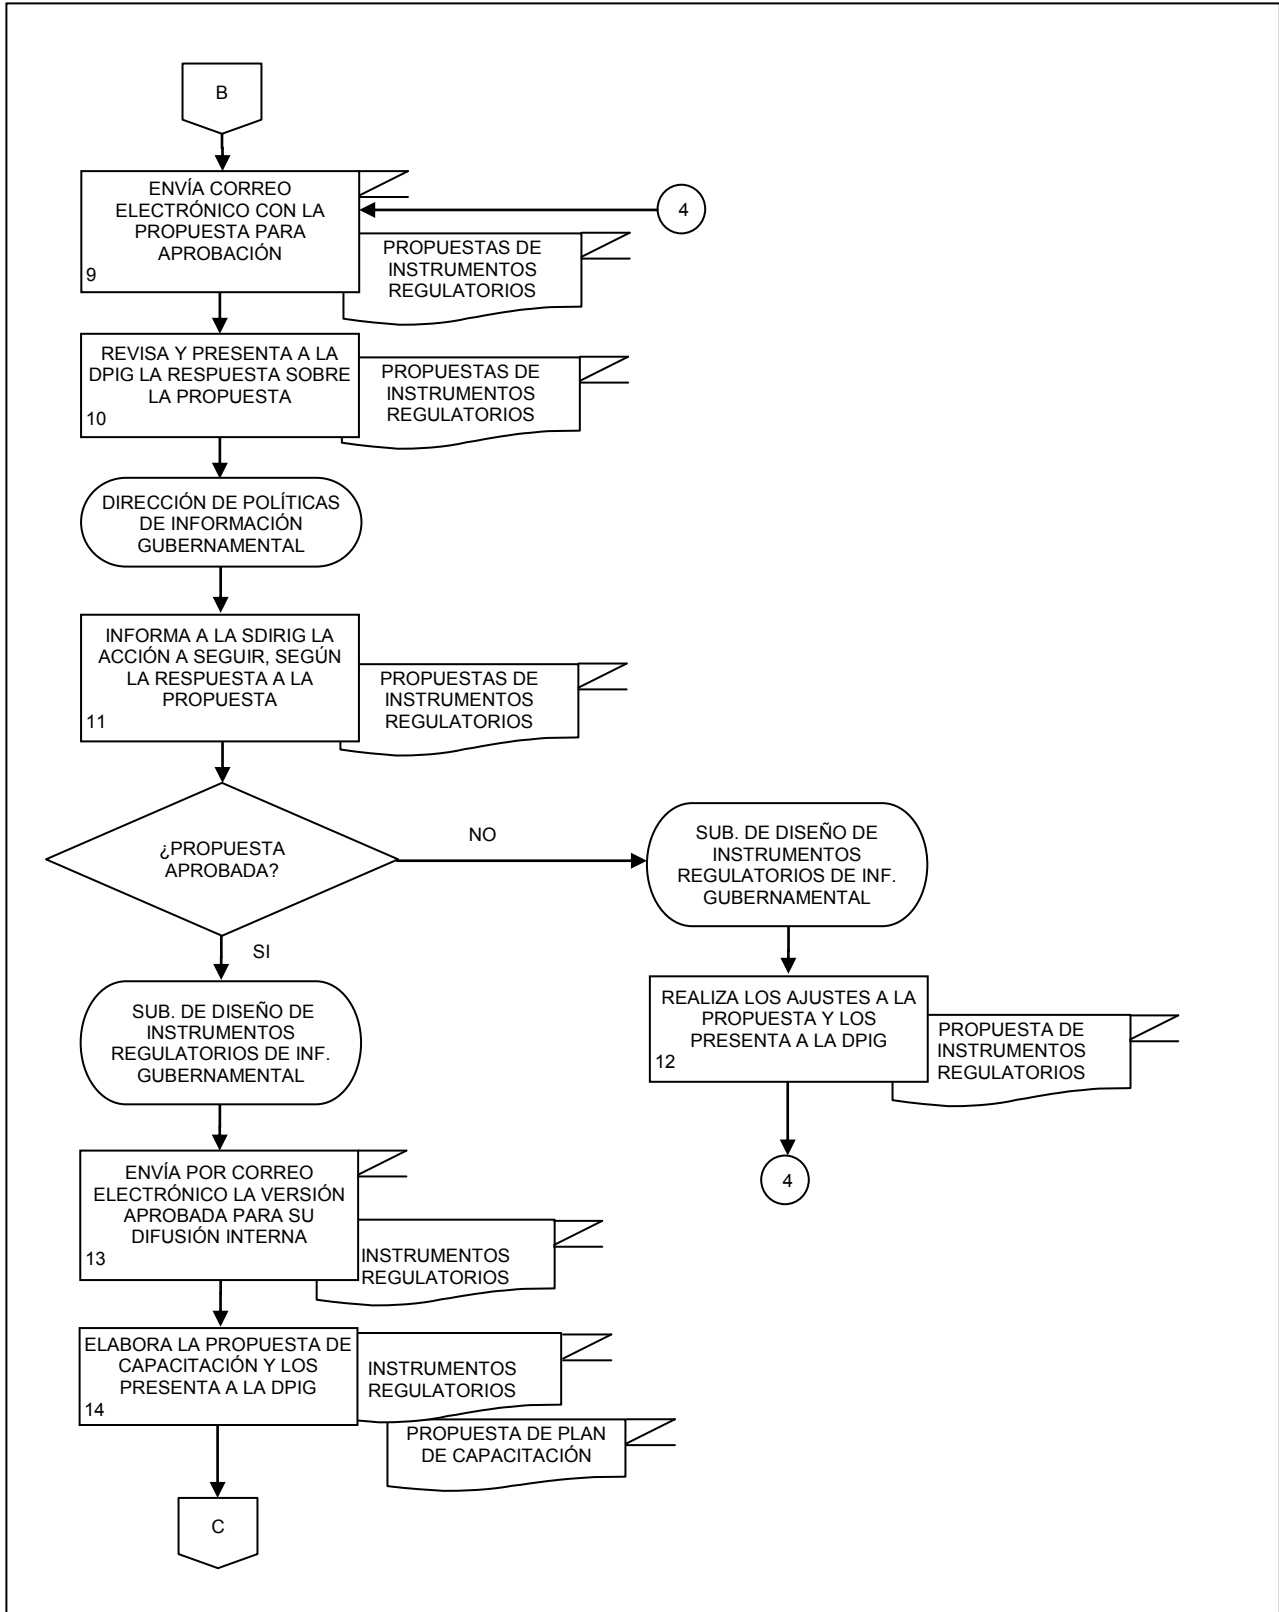 B
ENVÍA CORREO
ELECTRÓNICO CON LA
PROPUESTA PARA
APROBACIÓN
9
4
PROPUESTAS DE
INSTRUMENTOS
REGULATORIOS
REVISA Y PRESENTA A LA
DPIG LA RESPUESTA SOBRE
LA PROPUESTA
10
PROPUESTAS DE
INSTRUMENTOS
REGULATORIOS
DIRECCIÓN DE POLÍTICAS
DE INFORMACIÓN
GUBERNAMENTAL
INFORMA A LA SDIRIG LA
ACCIÓN A SEGUIR, SEGÚN
LA RESPUESTA A LA
PROPUESTA
11
PROPUESTAS DE
INSTRUMENTOS
REGULATORIOS
¿PROPUESTA
APROBADA?
NO
SUB. DE DISEÑO DE
INSTRUMENTOS
REGULATORIOS DE INF.
GUBERNAMENTAL
SI
SUB. DE DISEÑO DE
INSTRUMENTOS
REGULATORIOS DE INF.
GUBERNAMENTAL
REALIZA LOS AJUSTES A LA
PROPUESTA Y LOS
PRESENTA A LA DPIG
12
PROPUESTA DE
INSTRUMENTOS
REGULATORIOS
4
ENVÍA POR CORREO
ELECTRÓNICO LA VERSIÓN
APROBADA PARA SU
DIFUSIÓN INTERNA
13
INSTRUMENTOS
REGULATORIOS
ELABORA LA PROPUESTA DE
CAPACITACIÓN Y LOS
PRESENTA A LA DPIG
14
INSTRUMENTOS
REGULATORIOS
PROPUESTA DE PLAN
DE CAPACITACIÓN
C